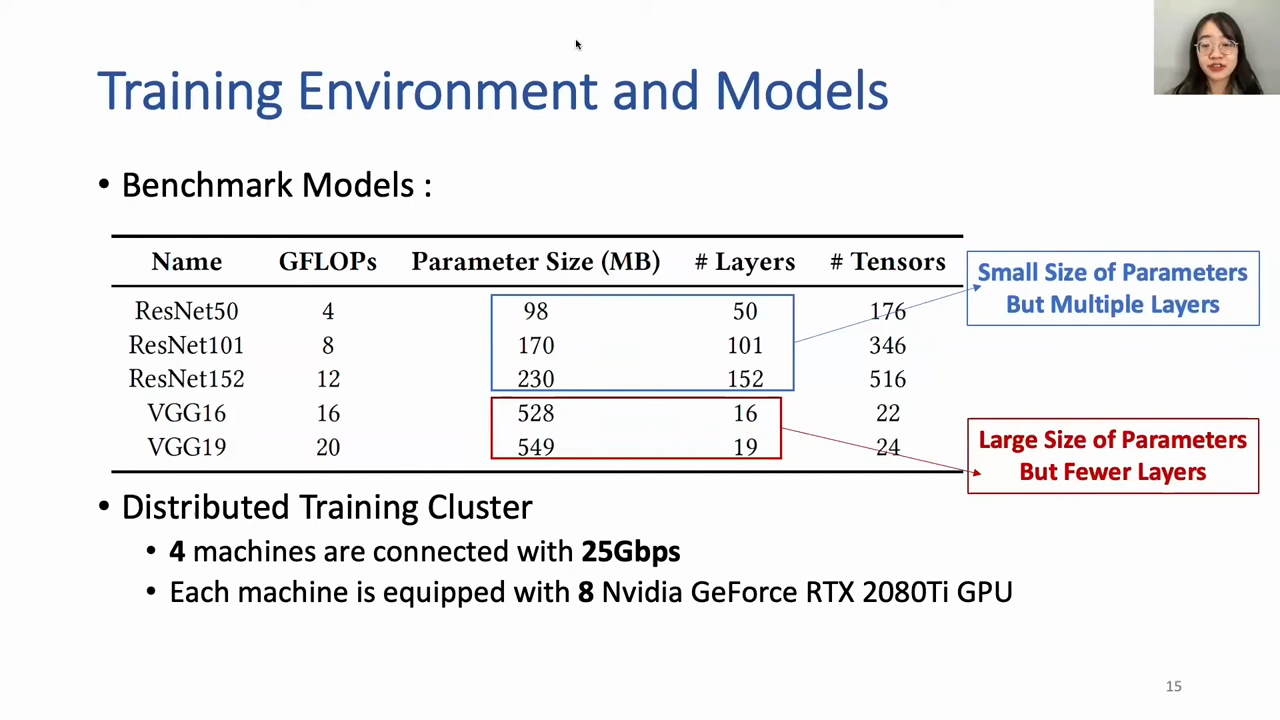 Training Environment and Models
• Benchmark Models :
Name GFLOPs Parameter Size (MB) # Layers # Tensors
ResNet50 4 98 50 176
ResNet101 8 170 101 346
ResNet152 12 230 152 516
VGG16 16 528 16 22
VGG19 20 549 19 24
Small Size of Parameters
But Multiple Layers
Large Size of Parameters
But Fewer Layers
• Distributed Training Cluster
• 4 machines are connected with 25Gbps
• Each machine is equipped with 8 Nvidia GeForce RTX 2080Ti GPU
15